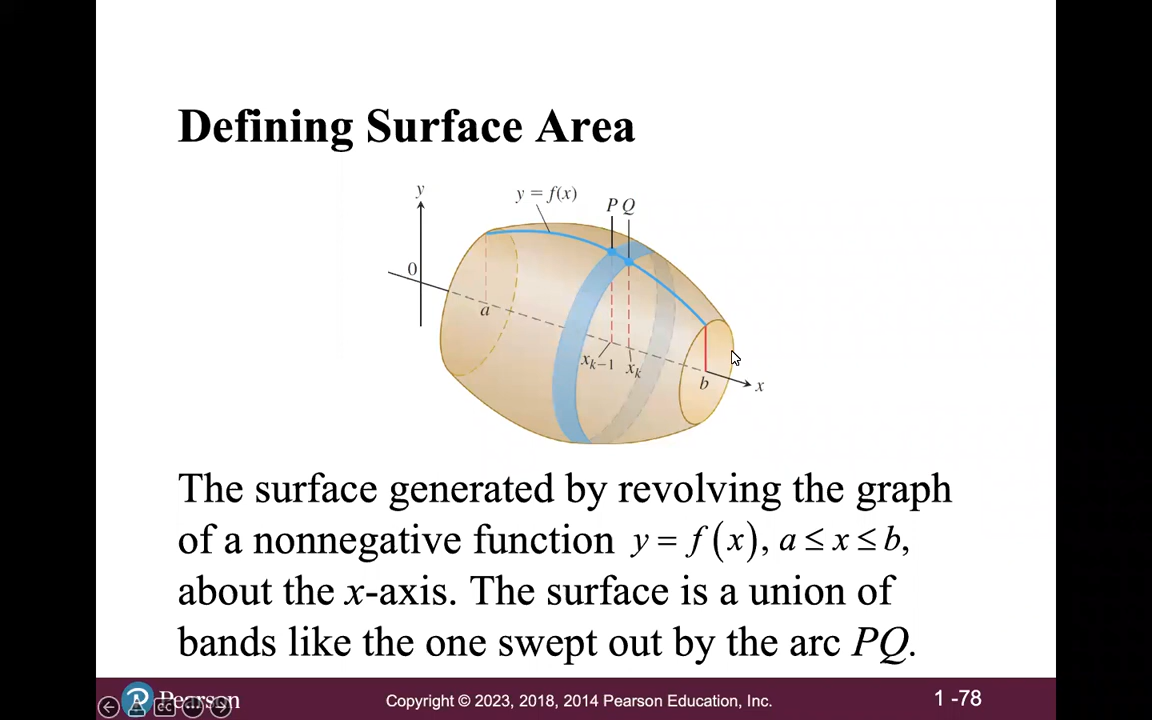 Defining Surface Area
y
y = f(x)
P Q
0
a
xₖ₋₁ xₖ
b
x
The surface generated by revolving the graph
of a nonnegative function y = f(x), a ≤ x ≤ b,
about the x-axis. The surface is a union of
bands like the one swept out by the arc PQ.
Pearson
Copyright © 2023, 2018, 2014 Pearson Education, Inc.
1 -78